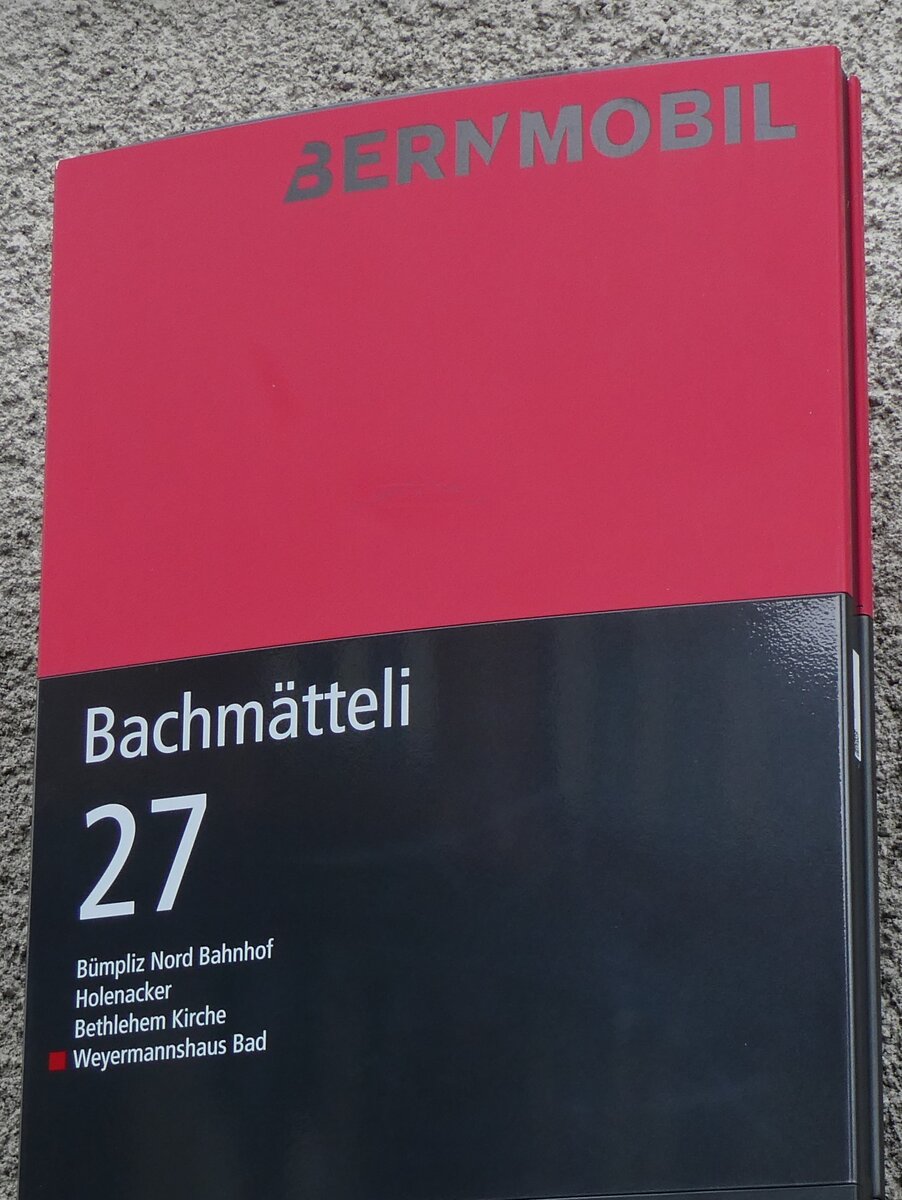 BERNMOBIL
Bachmätteli
27
Bümpliz Nord Bahnhof
Holenacker
Bethlehem Kirche
Weyermannshaus Bad